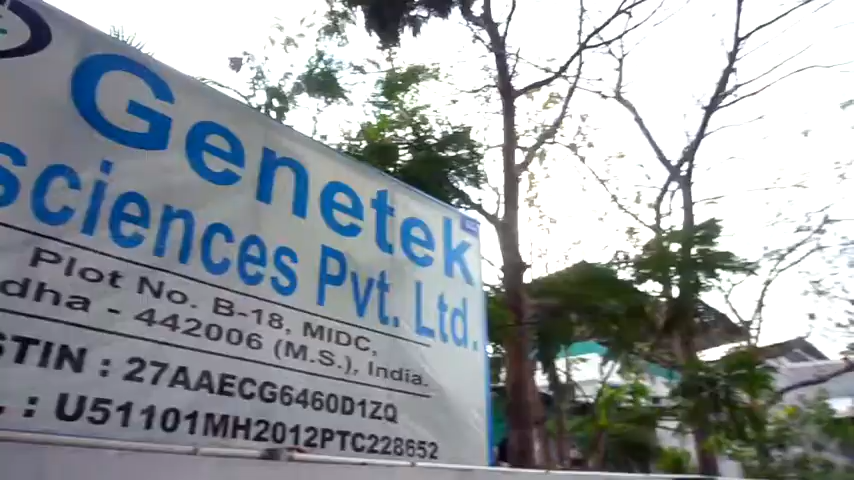 Genetek
sciences Pvt. Ltd.
Plot No. B-18, MIDC,
dha - 442006 (M.S.), India.
STIN : 27AAECG6460D1ZQ
. : U51101MH2012PTC228652